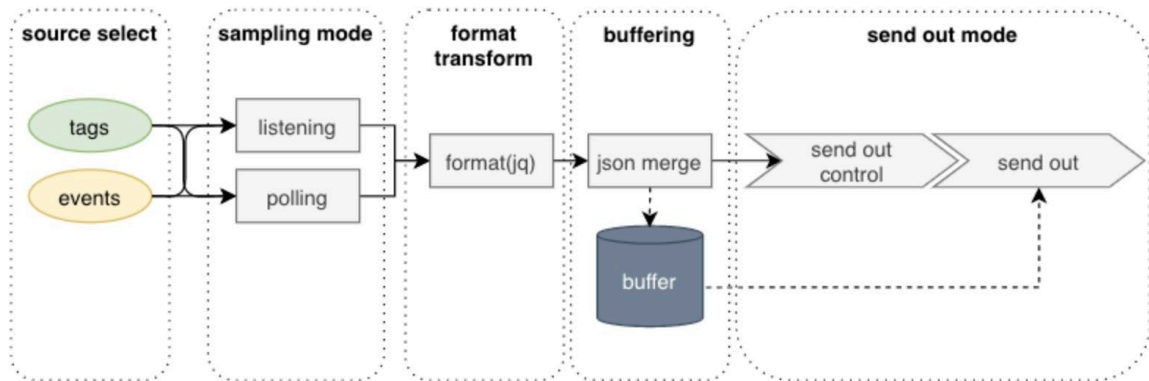 source select
sampling mode
format
transform
buffering
send out mode
tags
events
listening
polling
format(jq)
json merge
buffer
send out
control
send out